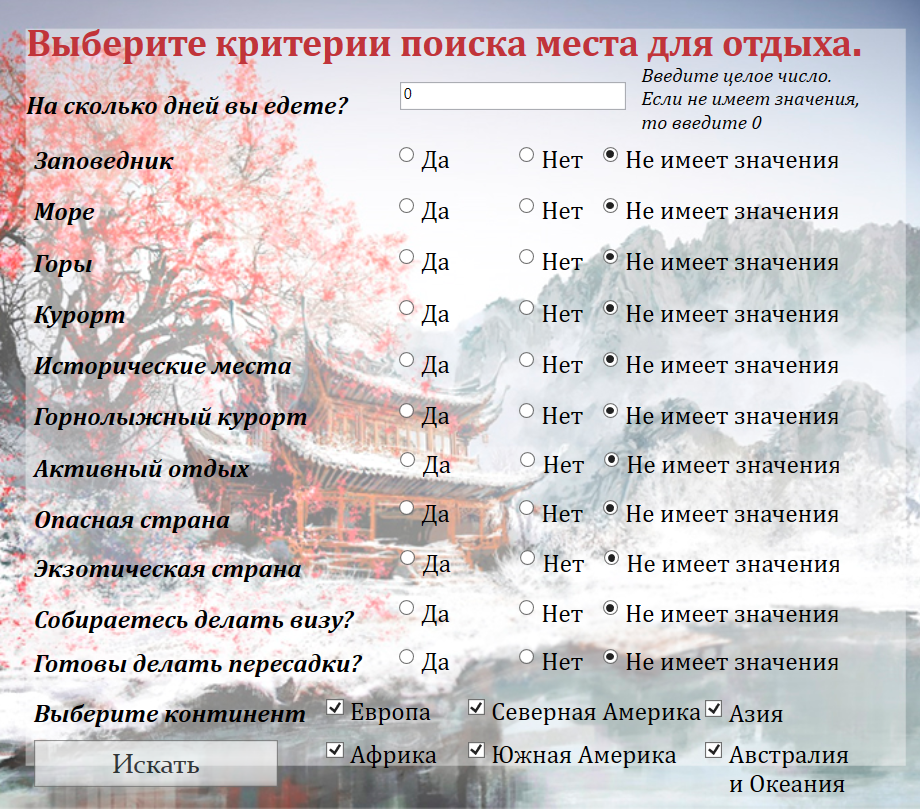 Выберите критерии поиска места для отдыха.
На сколько дней вы едете?
0
Введите целое число.
Если не имеет значения,
то введите 0
Заповедник Да Нет Не имеет значения
Море Да Нет Не имеет значения
Горы Да Нет Не имеет значения
Курорт Да Нет Не имеет значения
Исторические места Да Нет Не имеет значения
Горнолыжный курорт Да Нет Не имеет значения
Активный отдых Да Нет Не имеет значения
Опасная страна Да Нет Не имеет значения
Экзотическая страна Да Нет Не имеет значения
Собираетесь делать визу? Да Нет Не имеет значения
Готовы делать пересадки? Да Нет Не имеет значения
Выберите континент Европа Северная Америка Азия
Искать Африка Южная Америка Австралия
и Океания